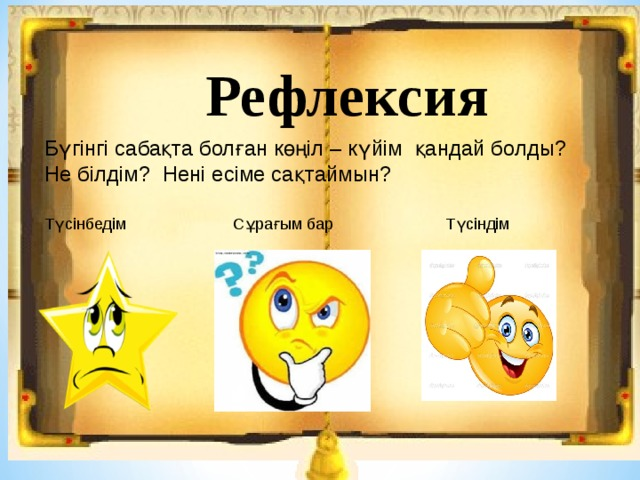 Рефлексия
Бүгінгі сабақта болған көңіл – күйім қандай болды?
Не білдім? Нені есіме сақтаймын?
Түсінбедім Сұрағым бар Түсіндім